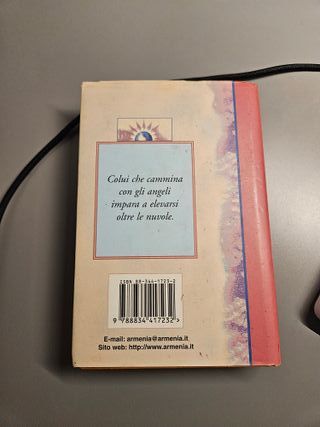 Colui che cammina
con gli angeli
impara a elevarsi
oltre le nuvole.
ISBN 88-344-1723-2
9 788834 417232 >
E-mail: armenia@armenia.it
Sito web: http://www.armenia.it